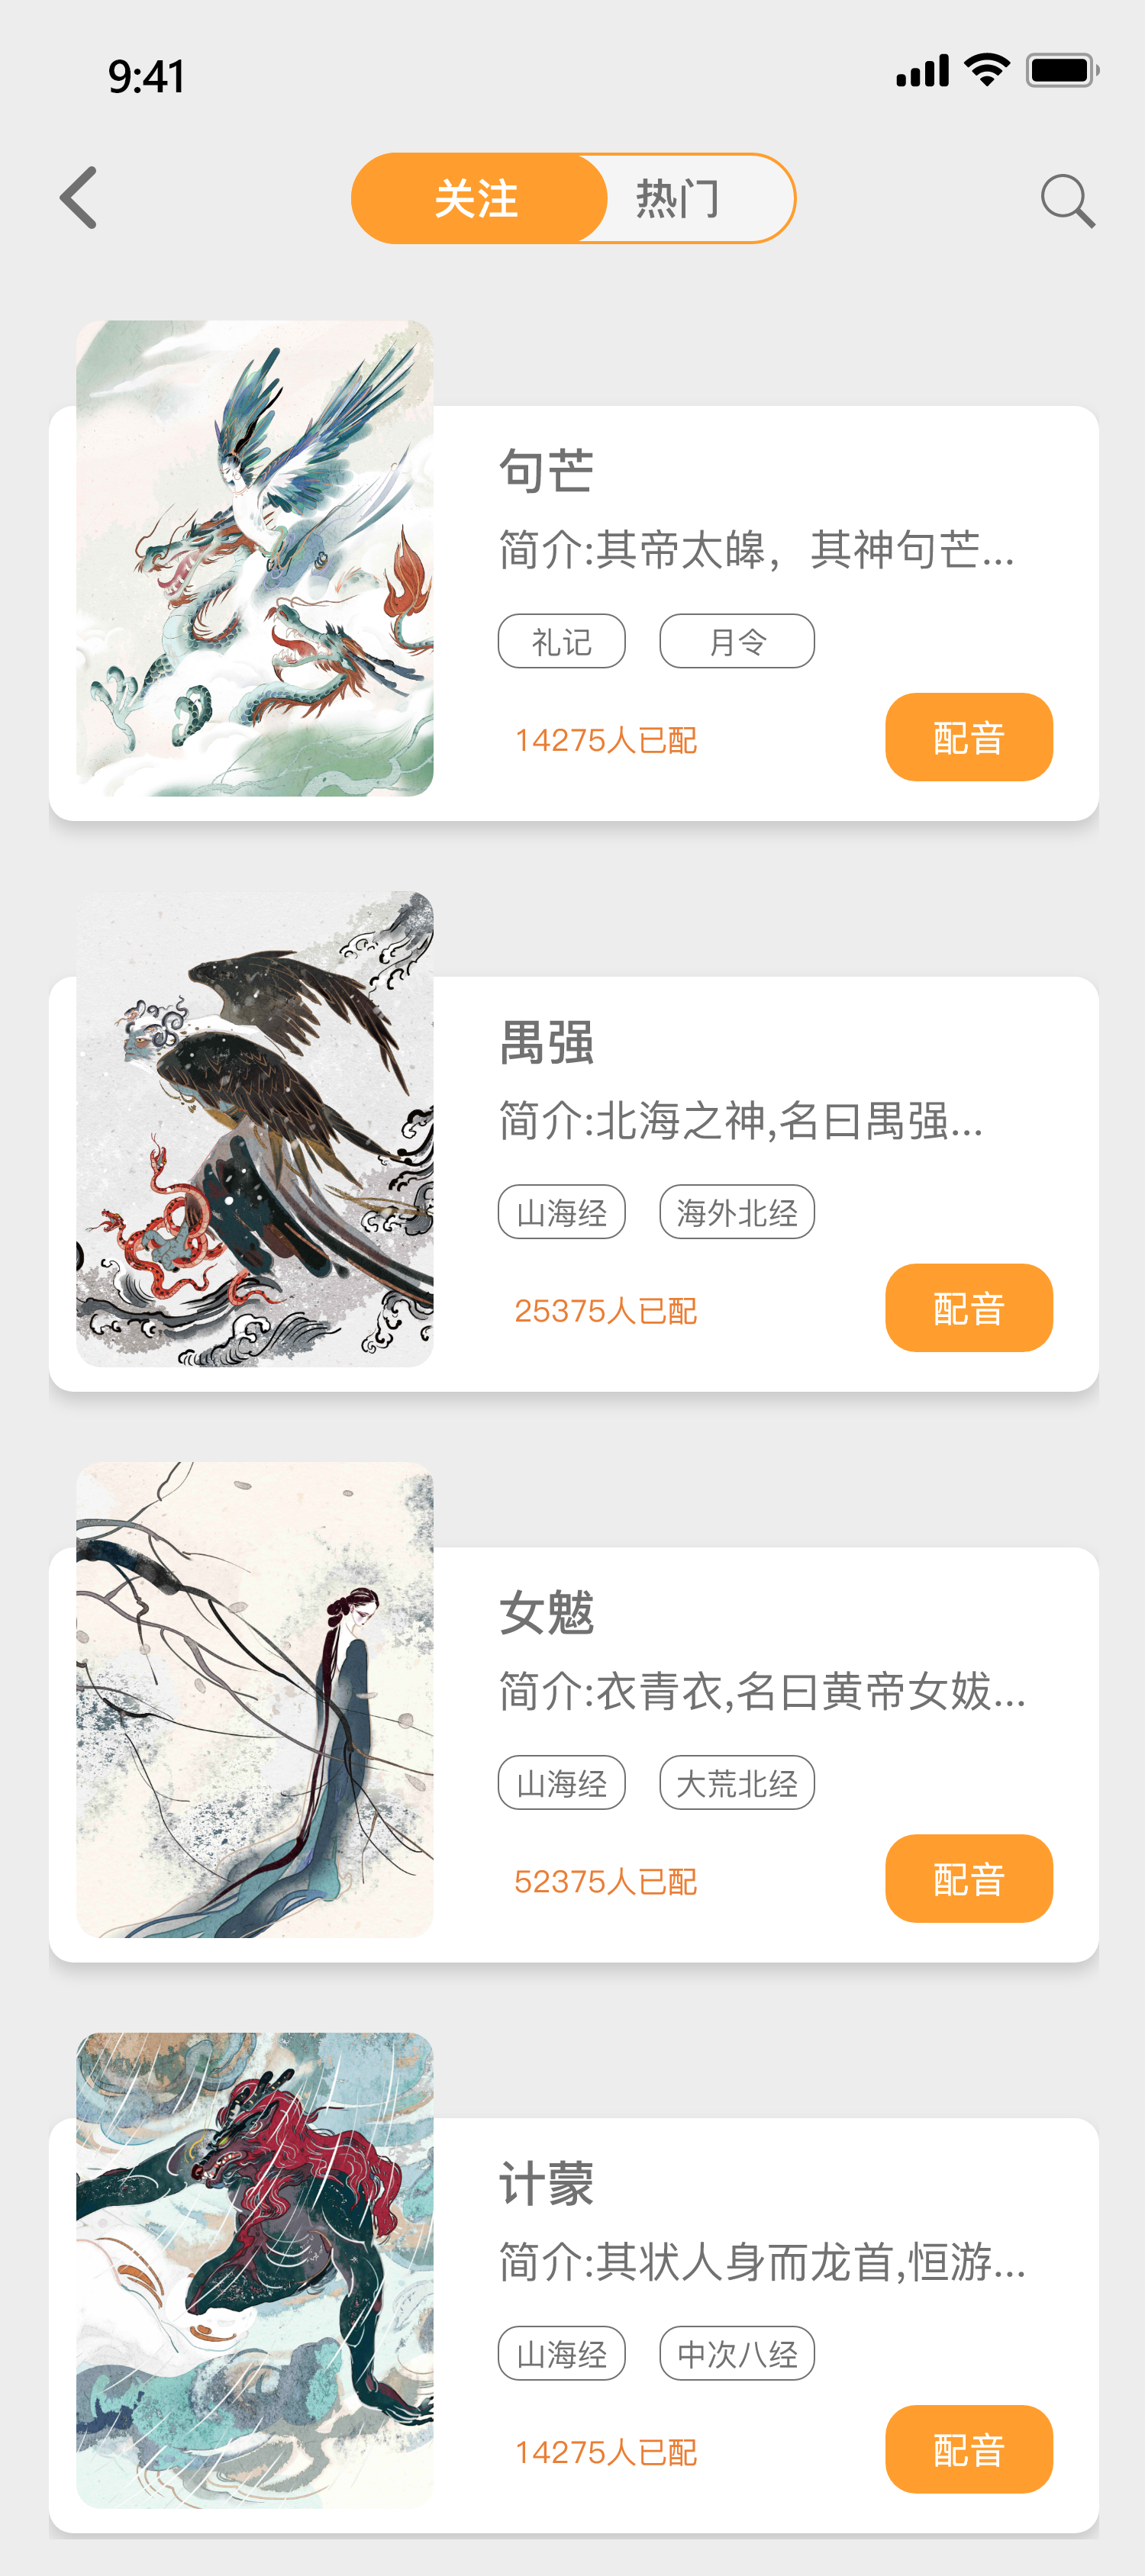 9:41
关注 热门
句芒
简介:其帝太皞，其神句芒...
礼记 月令
14275人已配 配音
禺强
简介:北海之神,名曰禺强...
山海经 海外北经
25375人已配 配音
女魃
简介:衣青衣,名曰黄帝女妭...
山海经 大荒北经
52375人已配 配音
计蒙
简介:其状人身而龙首,恒游...
山海经 中次八经
14275人已配 配音